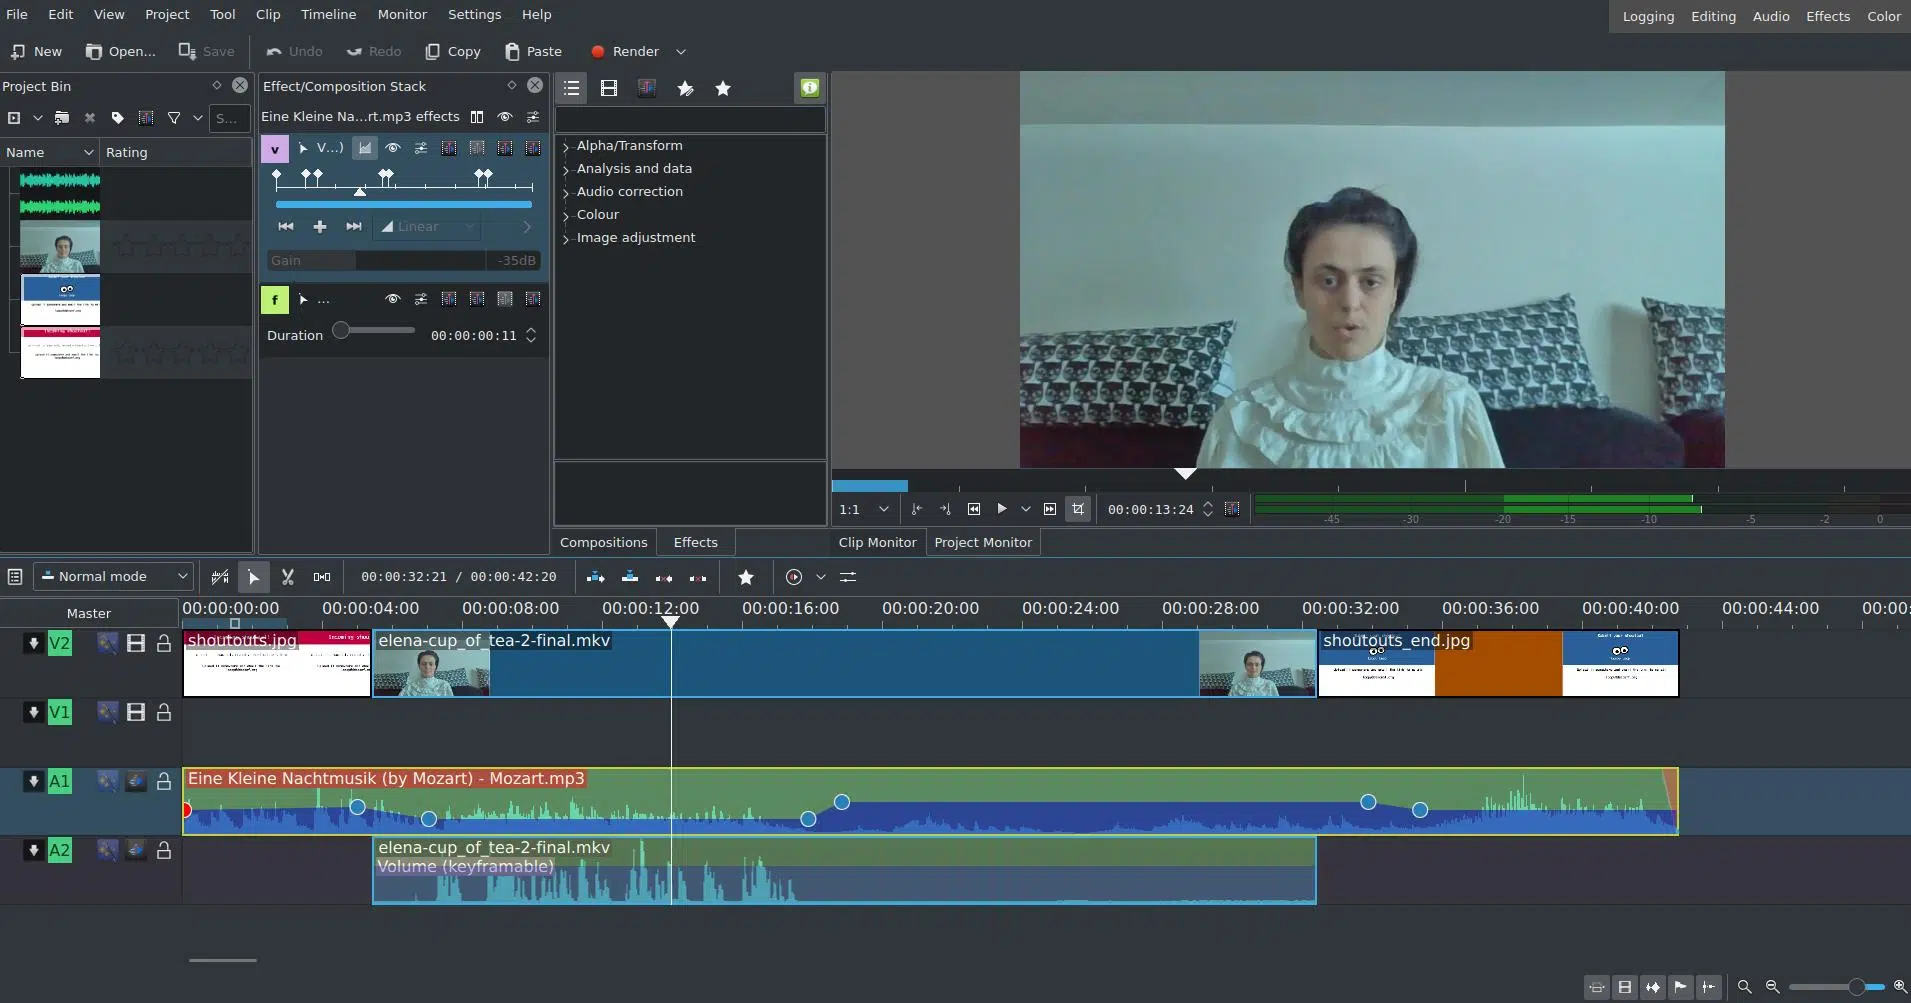 File Edit View Project Tool Clip Timeline Monitor Settings Help
Logging Editing Audio Effects Color
New Open... Save Undo Redo Copy Paste Render
Project Bin
Effect/Composition Stack
Eine Kleine Na...rt.mp3 effects
S...
Name Rating
v V...)
Linear
Gain -35dB
f ...
Duration 00:00:00:11
Alpha/Transform
Analysis and data
Audio correction
Colour
Image adjustment
Compositions Effects
1:1 00:00:13:24
-45 -30 -20 -15 -10 -5 -2 0
Clip Monitor Project Monitor
Normal mode 00:00:32:21 / 00:00:42:20
Master
00:00:00:00 00:00:04:00 00:00:08:00 00:00:12:00 00:00:16:00 00:00:20:00 00:00:24:00 00:00:28:00 00:00:32:00 00:00:36:00 00:00:40:00 00:00:44:00 00:00:
V2 shoutouts.jpg elena-cup_of_tea-2-final.mkv shoutouts_end.jpg
V1
A1 Eine Kleine Nachtmusik (by Mozart) - Mozart.mp3
A2 elena-cup_of_tea-2-final.mkv
Volume (keyframable)